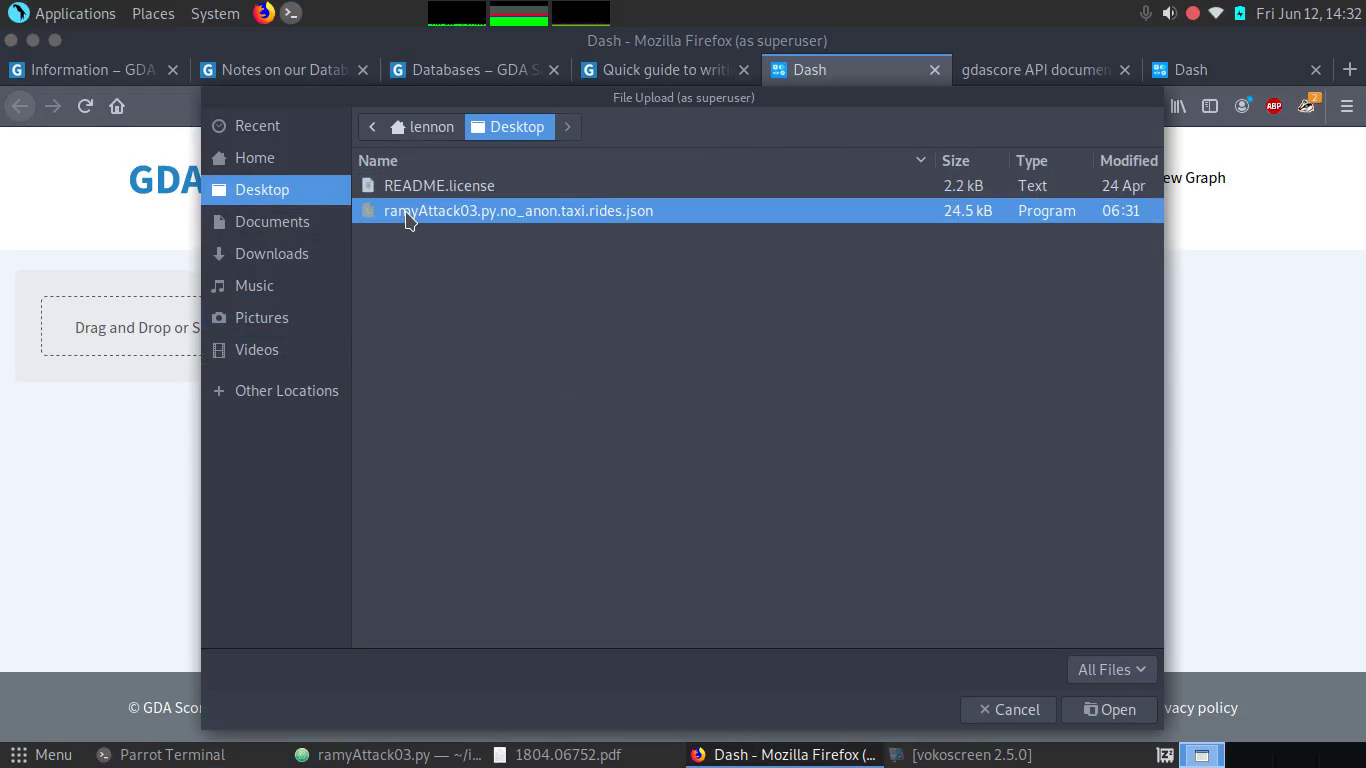 Applications Places System Fri Jun 12, 14:32
Dash - Mozilla Firefox (as superuser)
Information – GDA Notes on our Datab Databases – GDA S Quick guide to writi Dash gdascore API documen Dash
File Upload (as superuser)
ABP 2
Recent
lennon Desktop
Home
Name Size Type Modified
GDA
ew Graph
Desktop
README.license 2.2 kB Text 24 Apr
ramyAttack03.py.no_anon.taxi.rides.json 24.5 kB Program 06:31
Documents
Downloads
Music
Pictures
Drag and Drop or S
Videos
Other Locations
All Files
© GDA Scor
Cancel Open
vacy policy
Menu Parrot Terminal ramyAttack03.py — ~/i... 1804.06752.pdf Dash - Mozilla Firefox (... [vokoscreen 2.5.0]